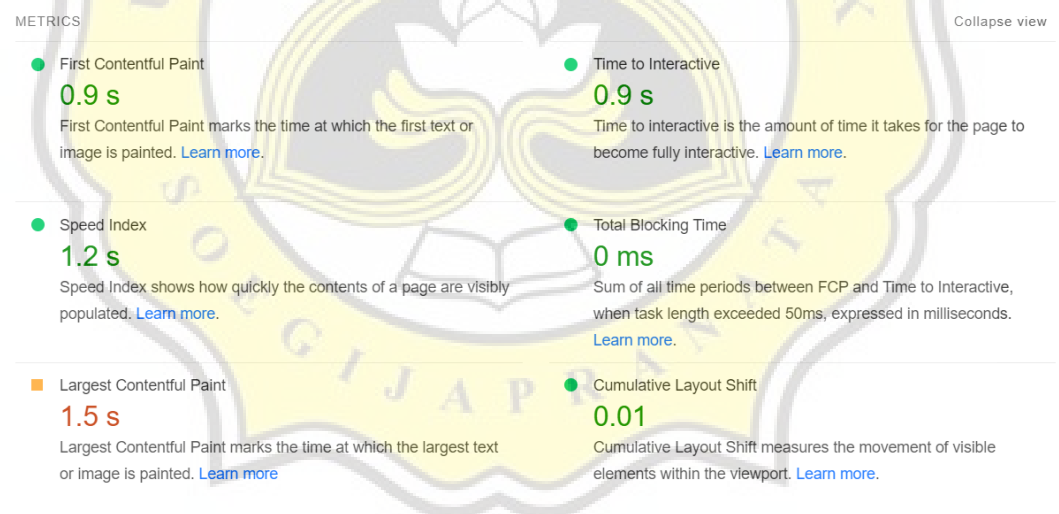 METRICS
Collapse view
First Contentful Paint
0.9 s
First Contentful Paint marks the time at which the first text or
image is painted. Learn more.
Time to Interactive
0.9 s
Time to interactive is the amount of time it takes for the page to
become fully interactive. Learn more.
Speed Index
1.2 s
Speed Index shows how quickly the contents of a page are visibly
populated. Learn more.
Total Blocking Time
0 ms
Sum of all time periods between FCP and Time to Interactive,
when task length exceeded 50ms, expressed in milliseconds.
Learn more.
Largest Contentful Paint
1.5 s
Largest Contentful Paint marks the time at which the largest text
or image is painted. Learn more
Cumulative Layout Shift
0.01
Cumulative Layout Shift measures the movement of visible
elements within the viewport. Learn more.
SOEGIJAPRANATA